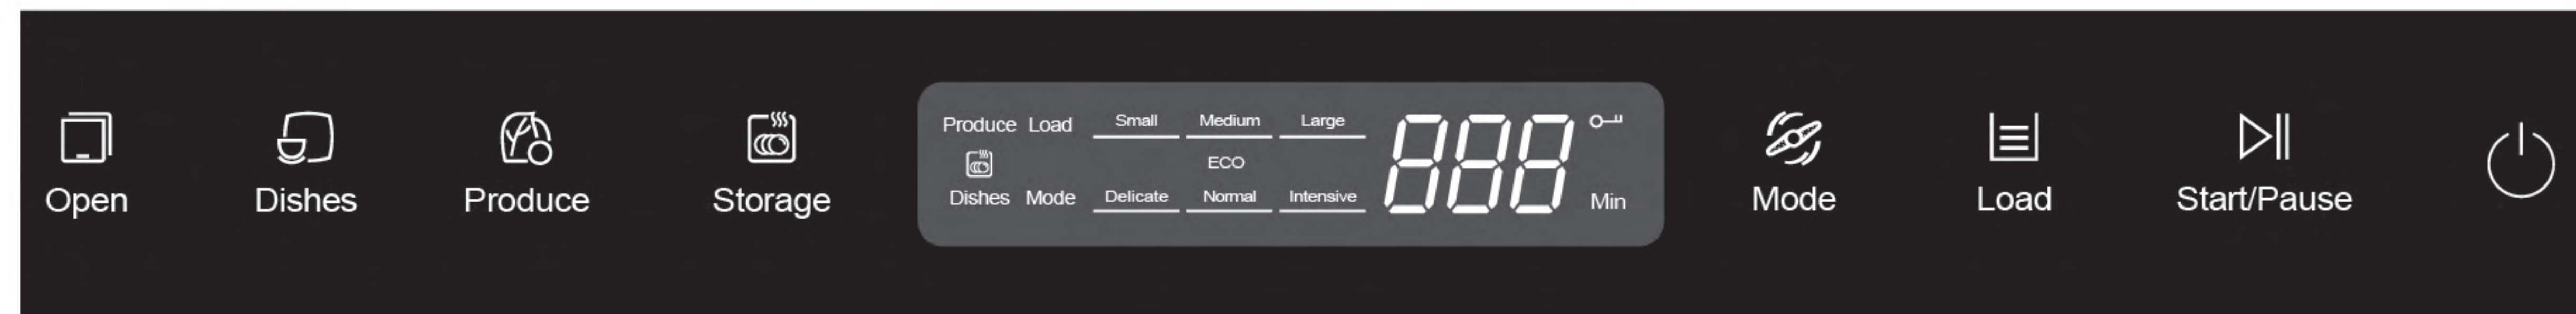 Open
Dishes
Produce
Storage
Produce Load Small Medium Large
ECO
Dishes Mode Delicate Normal Intensive
888
Min
Mode
Load
Start/Pause